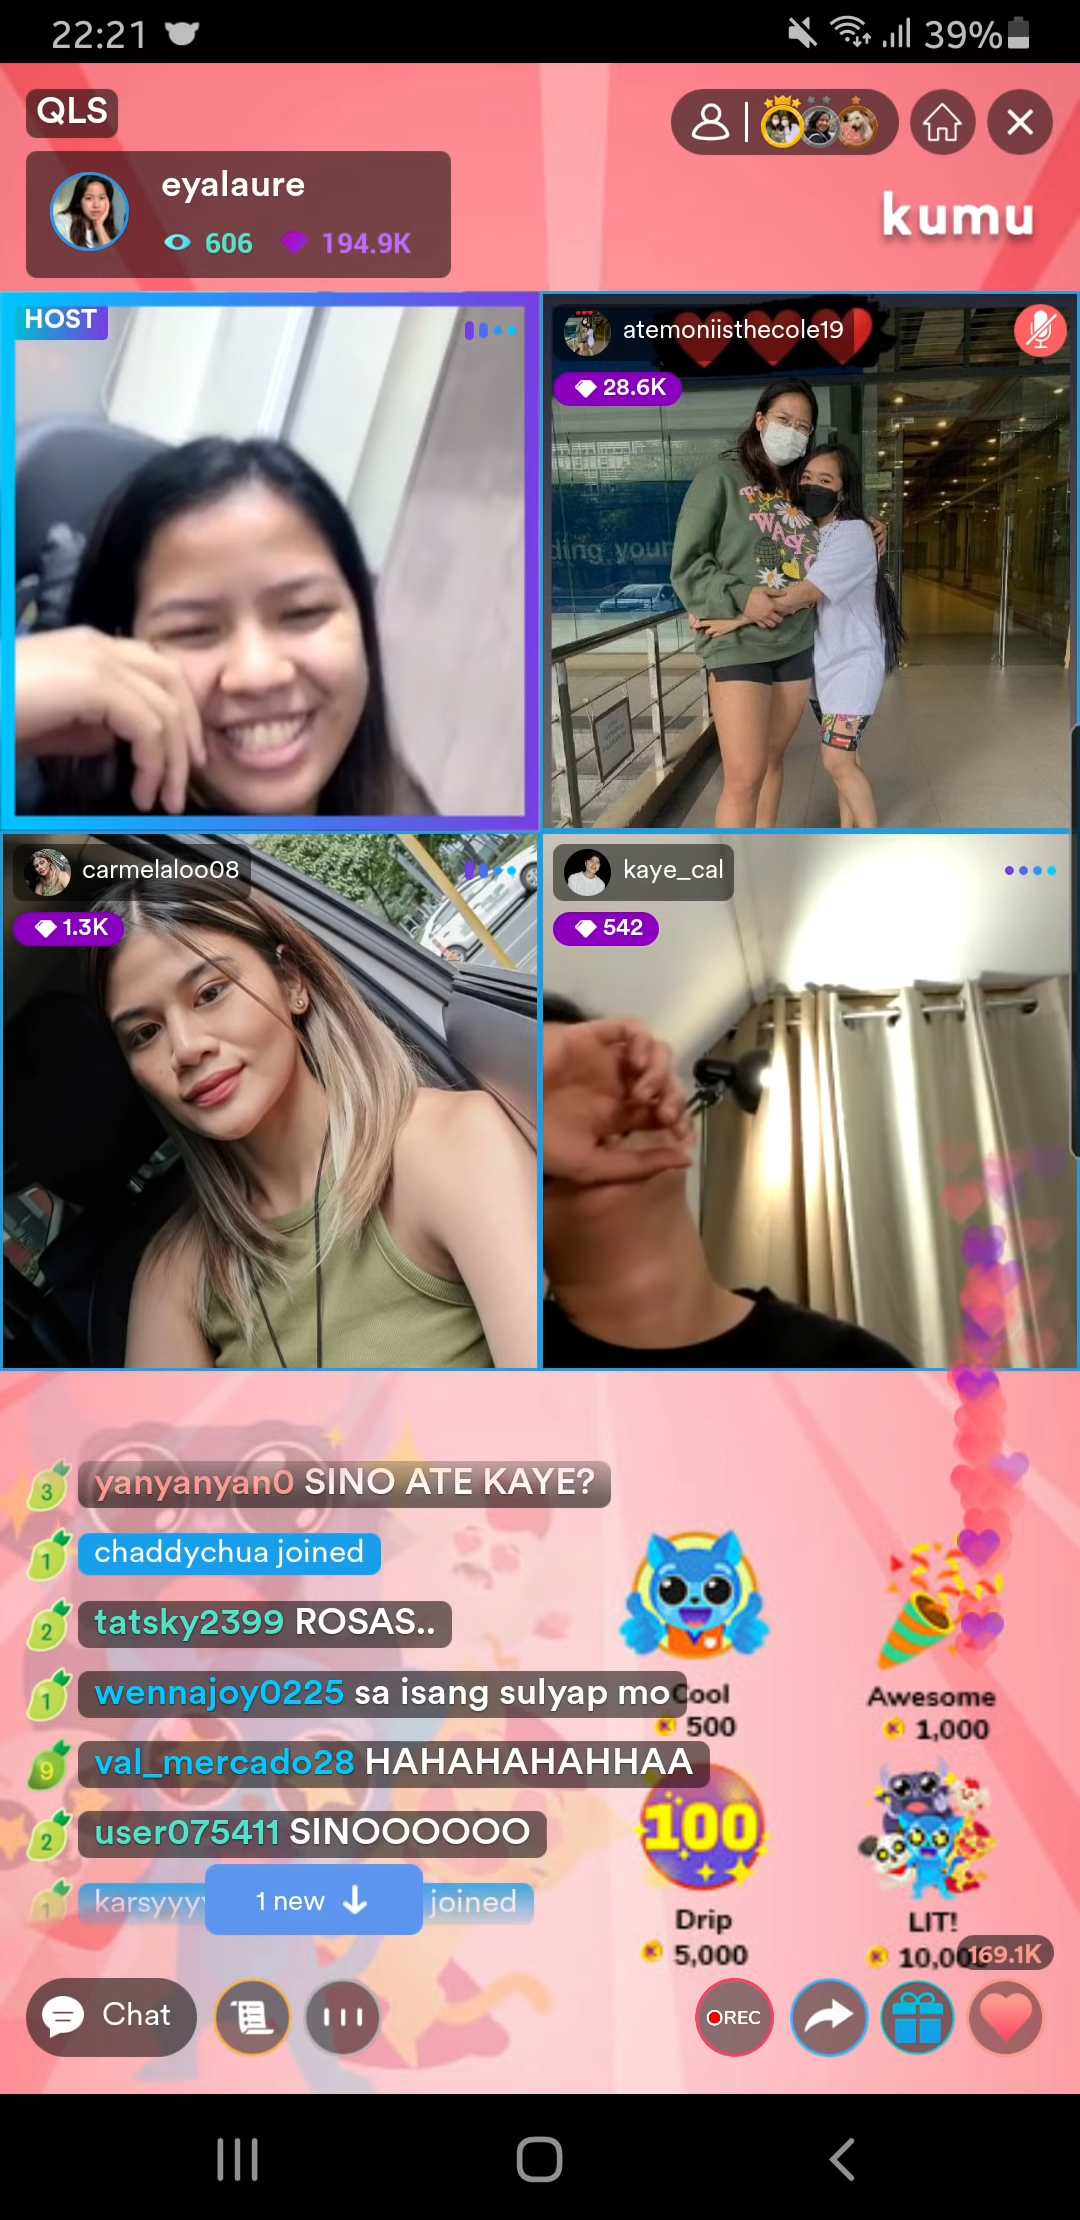 22:21
39%
QLS
eyalaure
606 194.9K
kumu
HOST
atemoniisthecole19
28.6K
ding your
carmelaloo08
1.3K
kaye_cal
542
yanyanyan0 SINO ATE KAYE?
chaddychua joined
tatsky2399 ROSAS..
wennajoy0225 sa isang sulyap mo
val_mercado28 HAHAHAHAHHAA
user075411 SINOOOOOO
joined
1 new
Cool
500
Awesome
1,000
100
Drip
5,000
LIT!
169.1K
Chat
REC